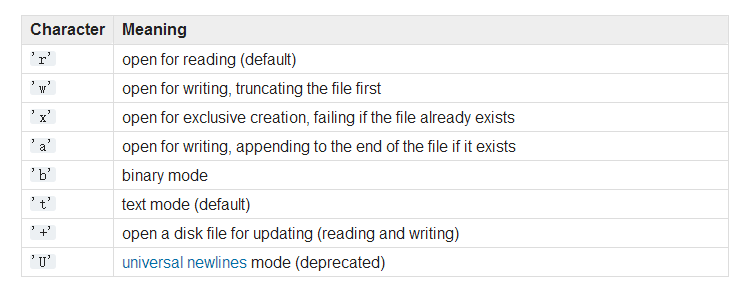 Character Meaning
’r’ open for reading (default)
’w’ open for writing, truncating the file first
’x’ open for exclusive creation, failing if the file already exists
’a’ open for writing, appending to the end of the file if it exists
’b’ binary mode
’t’ text mode (default)
’+’ open a disk file for updating (reading and writing)
’U’ universal newlines mode (deprecated)